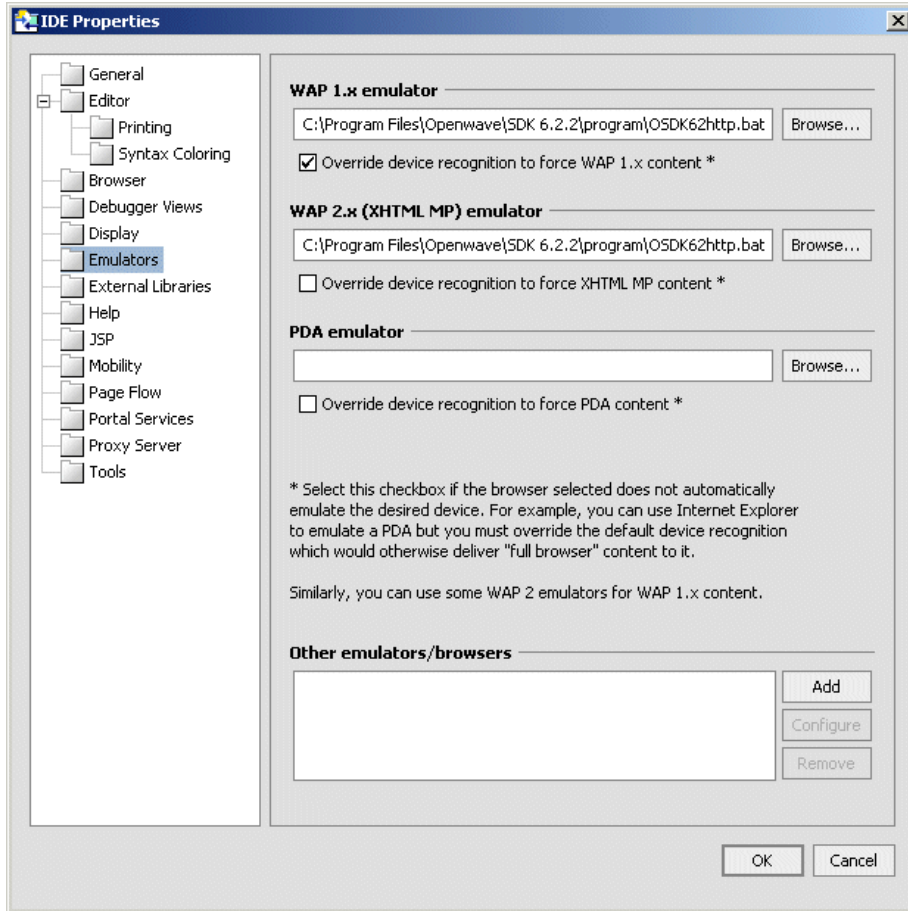 IDE Properties
General
Editor
Printing
Syntax Coloring
Browser
Debugger Views
Display
Emulators
External Libraries
Help
JSP
Mobility
Page Flow
Portal Services
Proxy Server
Tools
WAP 1.x emulator
C:\Program Files\Openwave\SDK 6.2.2\program\OSDK62http.bat Browse...
Override device recognition to force WAP 1.x content *
WAP 2.x (XHTML MP) emulator
C:\Program Files\Openwave\SDK 6.2.2\program\OSDK62http.bat Browse...
Override device recognition to force XHTML MP content *
PDA emulator
Browse...
Override device recognition to force PDA content *
* Select this checkbox if the browser selected does not automatically
emulate the desired device. For example, you can use Internet Explorer
to emulate a PDA but you must override the default device recognition
which would otherwise deliver "full browser" content to it.
Similarly, you can use some WAP 2 emulators for WAP 1.x content.
Other emulators/browsers
Add
Configure
Remove
OK Cancel